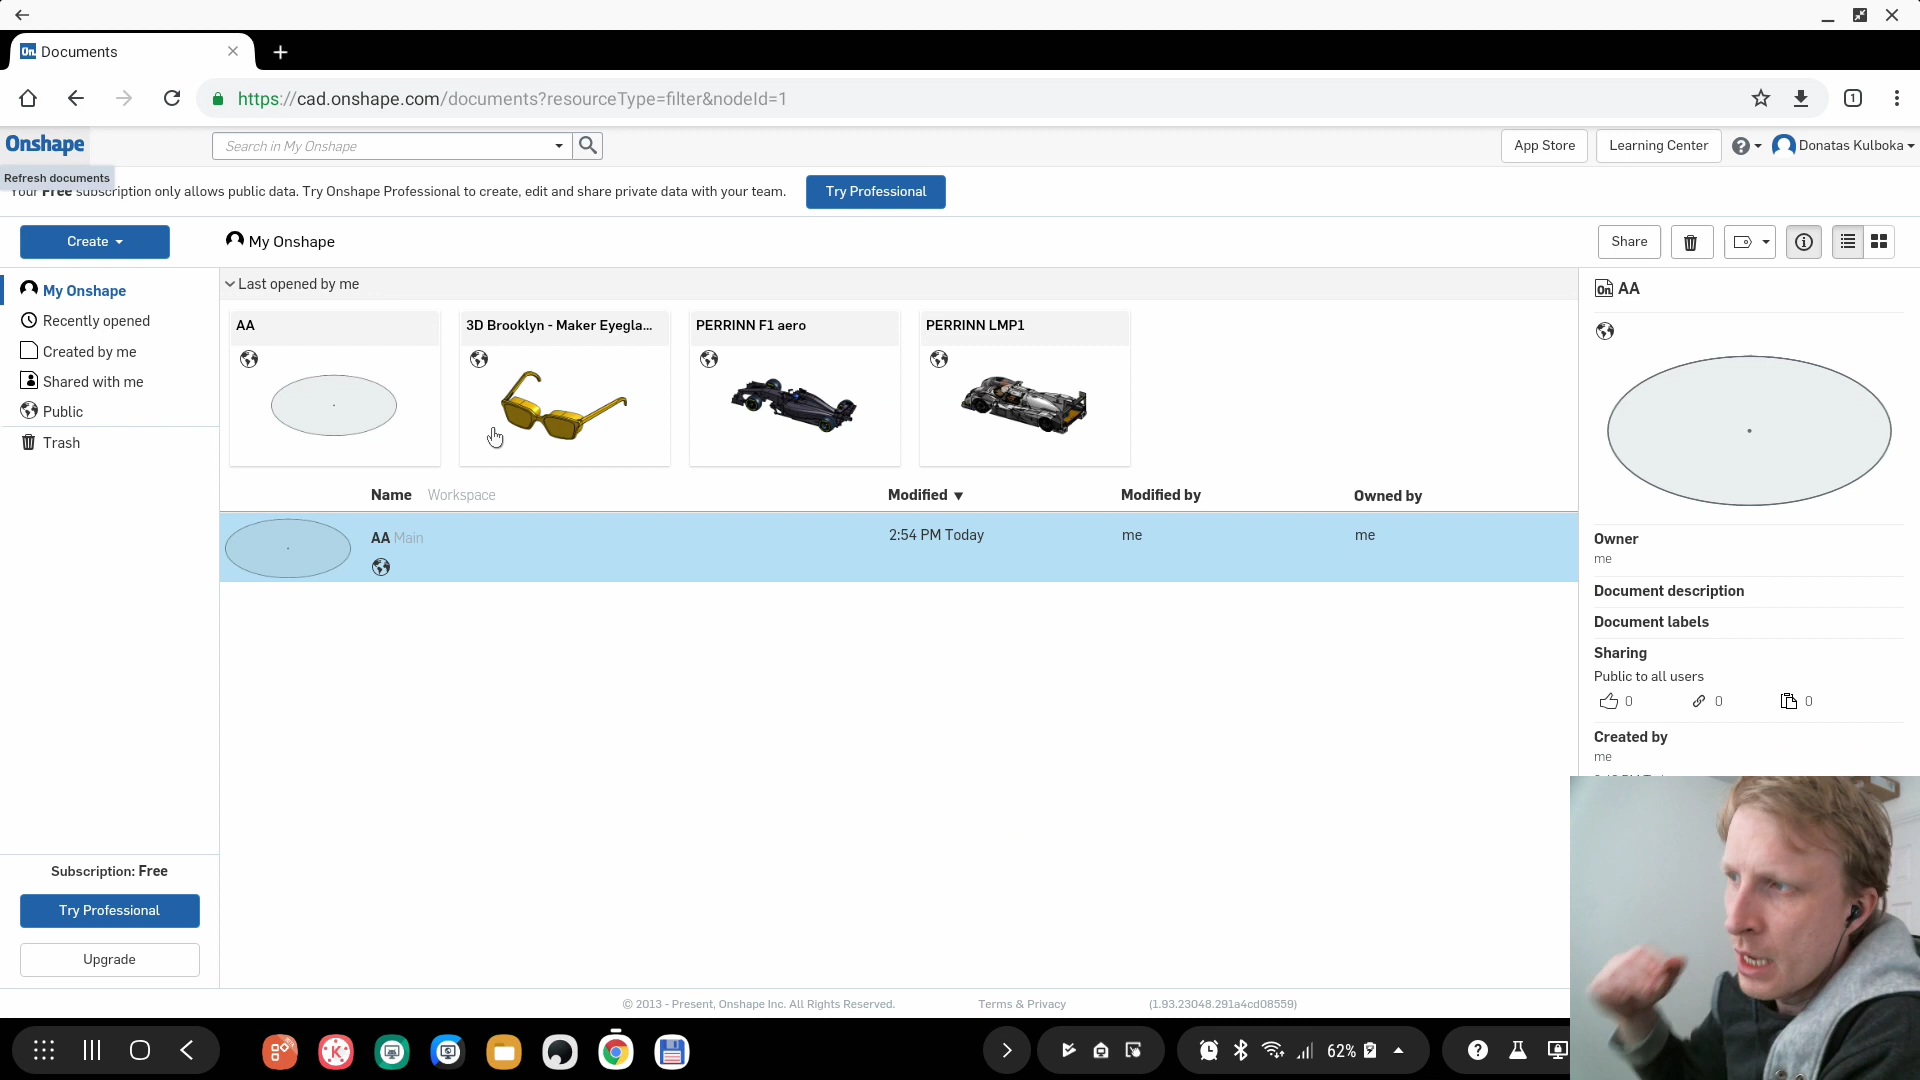 On. Documents
https://cad.onshape.com/documents?resourceType=filter&nodeId=1
1
Onshape
Search in My Onshape
App Store
Learning Center
Donatas Kulboka
Refresh documents
Your Free subscription only allows public data. Try Onshape Professional to create, edit and share private data with your team.
Try Professional
Create
My Onshape
Share
My Onshape
Recently opened
Created by me
Shared with me
Public
Trash
Last opened by me
AA
3D Brooklyn - Maker Eyegla...
PERRINN F1 aero
PERRINN LMP1
Name Workspace
Modified
Modified by
Owned by
AA Main
2:54 PM Today
me
me
On AA
Owner
me
Document description
Document labels
Sharing
Public to all users
0
0
0
Created by
me
Subscription: Free
Try Professional
Upgrade
© 2013 - Present, Onshape Inc. All Rights Reserved.
Terms & Privacy
(1.93.23048.291a4cd08559)
62%